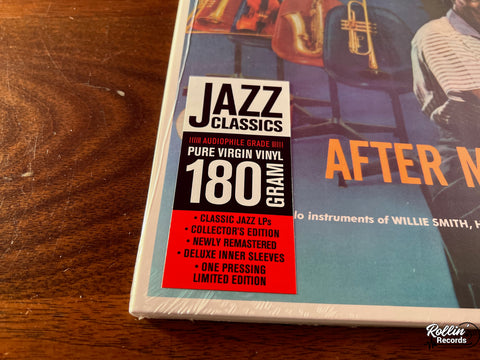 JAZZ
CLASSICS
AUDIOPHILE GRADE
PURE VIRGIN VINYL
180 GRAM
• CLASSIC JAZZ LPs
• COLLECTOR'S EDITION
• NEWLY REMASTERED
• DELUXE INNER SLEEVES
• ONE PRESSING
LIMITED EDITION
AFTER
lo instruments of WILLIE SMITH, H
Rollin'
Records